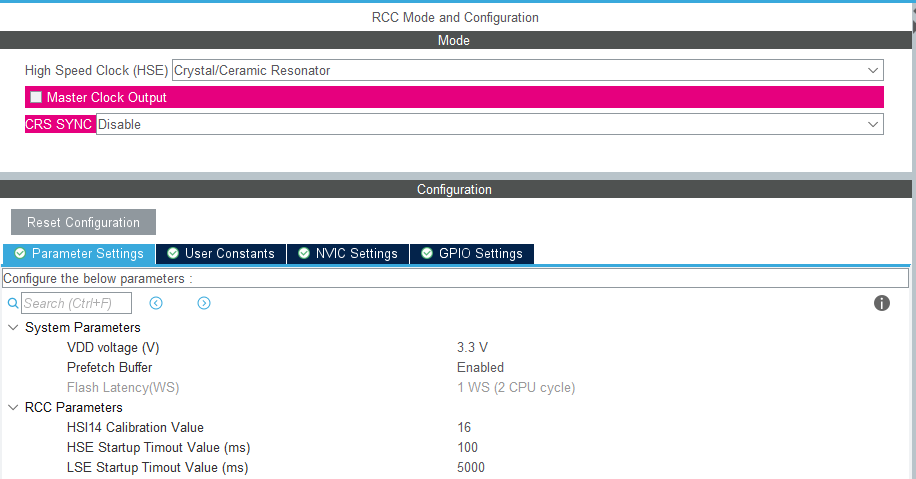 RCC Mode and Configuration
Mode
High Speed Clock (HSE) Crystal/Ceramic Resonator
Master Clock Output
CRS SYNC Disable
Configuration
Reset Configuration
Parameter Settings User Constants NVIC Settings GPIO Settings
Configure the below parameters :
Search (Ctrl+F)
System Parameters
VDD voltage (V) 3.3 V
Prefetch Buffer Enabled
Flash Latency(WS) 1 WS (2 CPU cycle)
RCC Parameters
HSI14 Calibration Value 16
HSE Startup Timout Value (ms) 100
LSE Startup Timout Value (ms) 5000